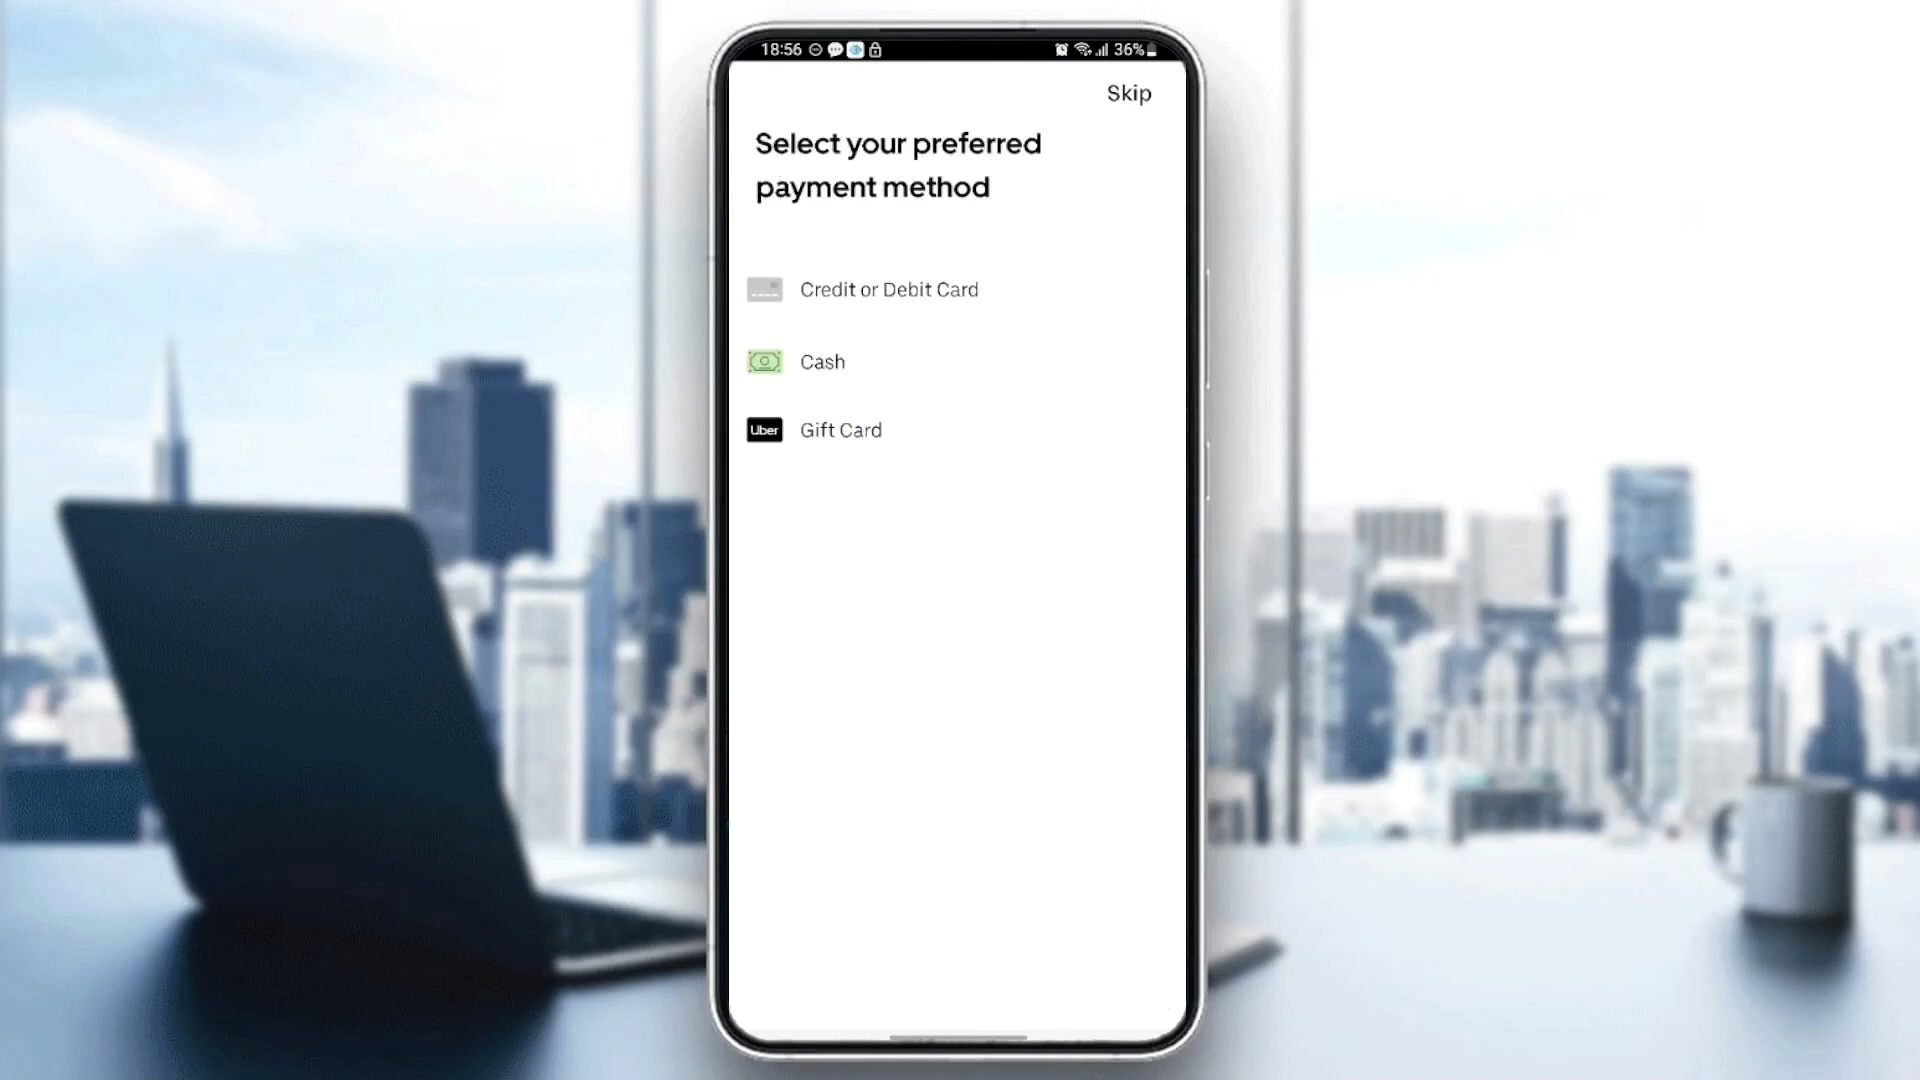 18:56 36%
Skip
Select your preferred
payment method
Credit or Debit Card
Cash
Uber Gift Card